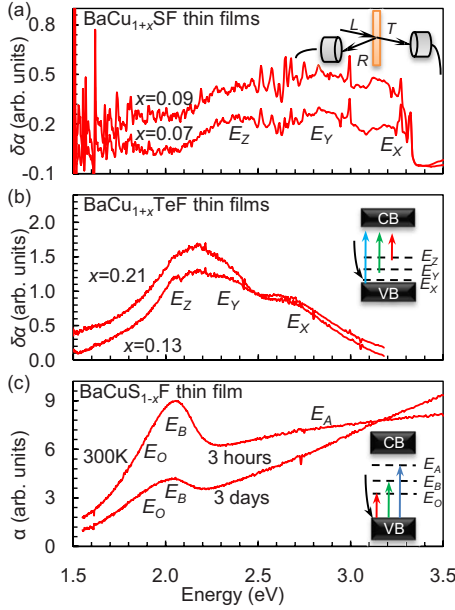 (a) BaCu1+xSF thin films
L
T
R
0.8
0.5
0.2
-0.1
δα (arb. units)
x=0.09
x=0.07
EZ
EY
EX
(b) BaCu1+xTeF thin films
2.0
1.5
1.0
0.5
0.0
δα (arb. units)
x=0.21
x=0.13
EZ
EY
EX
CB
EZ
EY
EX
VB
(c) BaCuS1-xF thin film
9
6
3
0
α (arb. units)
300K
EO
EB
EA
3 hours
3 days
EO
EB
CB
EA
EB
EO
VB
1.5 2.0 2.5 3.0 3.5
Energy (eV)